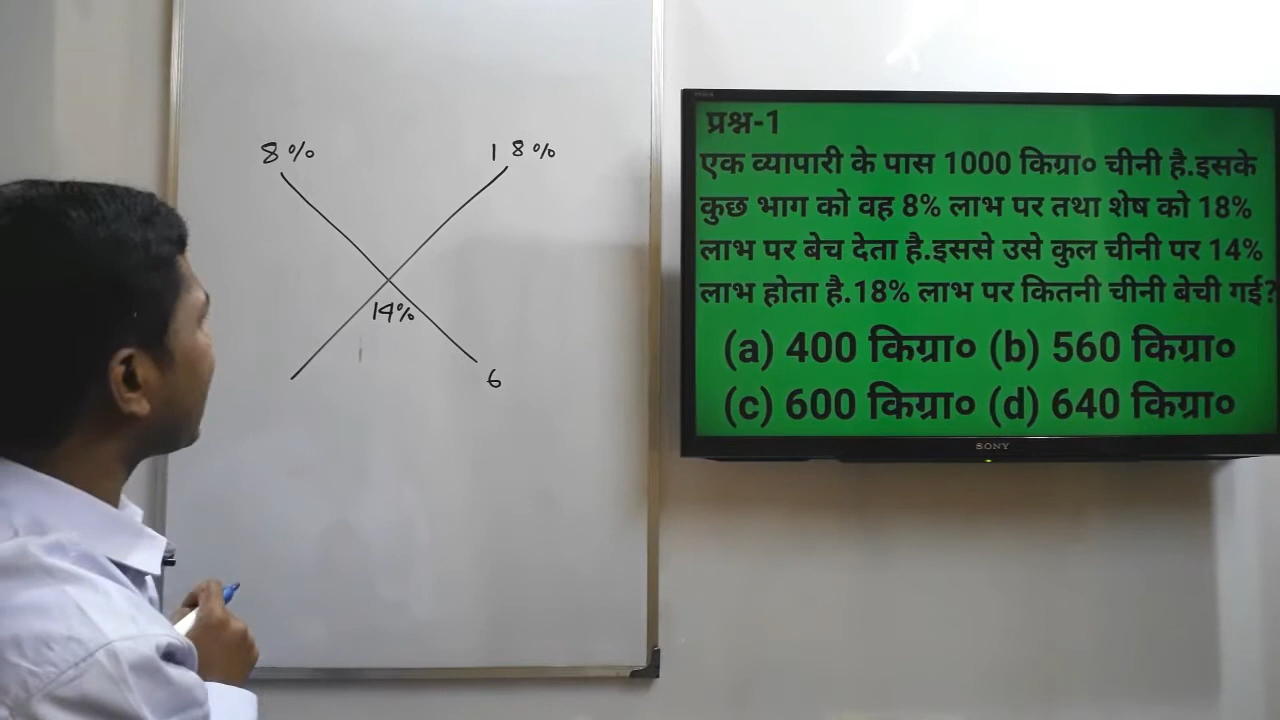 8%
18%
14%
6
प्रश्न-1
एक व्यापारी के पास 1000 किग्रा० चीनी है.इसके
कुछ भाग को वह 8% लाभ पर तथा शेष को 18%
लाभ पर बेच देता है.इससे उसे कुल चीनी पर 14%
लाभ होता है.18% लाभ पर कितनी चीनी बेची गई?
(a) 400 किग्रा० (b) 560 किग्रा०
(c) 600 किग्रा० (d) 640 किग्रा०
SONY